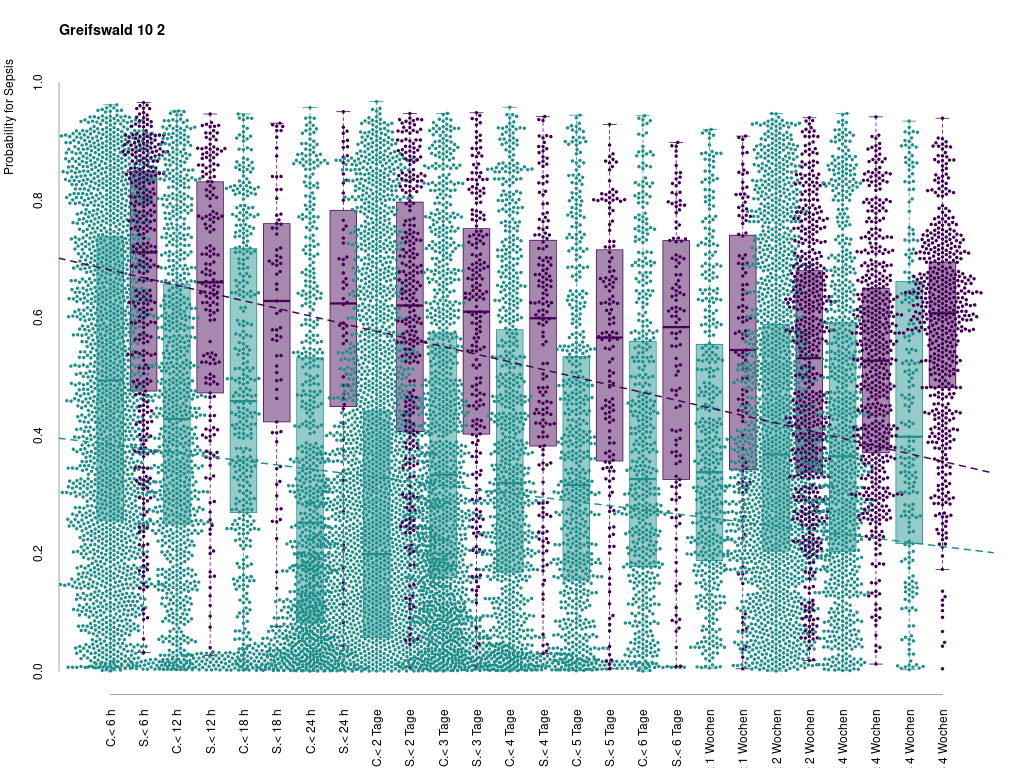 Greifswald 10 2
Probability for Sepsis
1.0
0.8
0.6
0.4
0.2
0.0
C.< 6 h
S.< 6 h
C.< 12 h
S.< 12 h
C.< 18 h
S.< 18 h
C.< 24 h
S.< 24 h
C.< 2 Tage
S.< 2 Tage
C.< 3 Tage
S.< 3 Tage
C.< 4 Tage
S.< 4 Tage
C.< 5 Tage
S.< 5 Tage
C.< 6 Tage
S.< 6 Tage
1 Wochen
1 Wochen
2 Wochen
2 Wochen
4 Wochen
4 Wochen
4 Wochen
4 Wochen